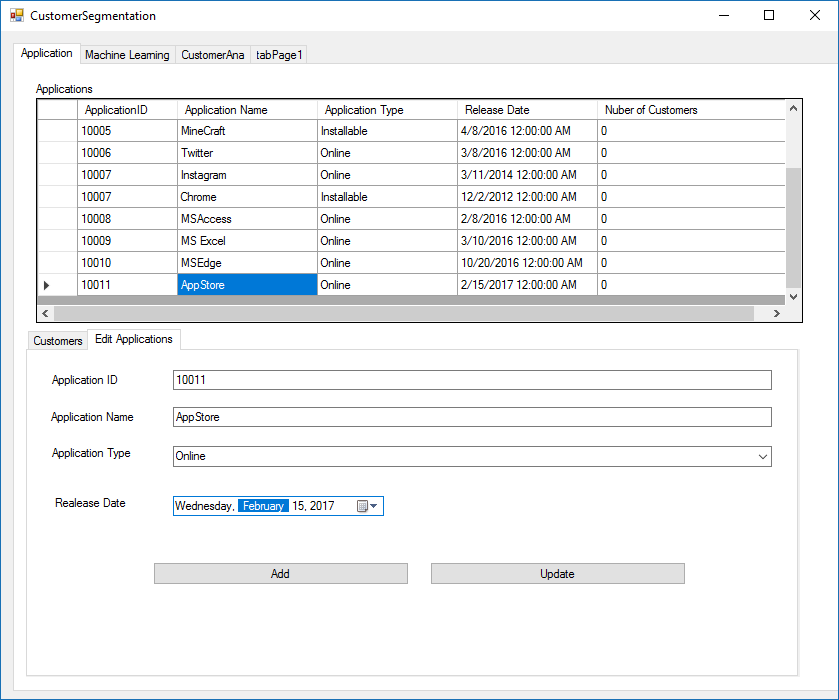 CustomerSegmentation
Application Machine Learning CustomerAna tabPage1
Applications
ApplicationID Application Name Application Type Release Date Nuber of Customers
10005 MineCraft Installable 4/8/2016 12:00:00 AM 0
10006 Twitter Online 3/8/2016 12:00:00 AM 0
10007 Instagram Online 3/11/2014 12:00:00 AM 0
10007 Chrome Installable 12/2/2012 12:00:00 AM 0
10008 MSAccess Online 2/8/2016 12:00:00 AM 0
10009 MS Excel Online 3/10/2016 12:00:00 AM 0
10010 MSEdge Online 10/20/2016 12:00:00 AM 0
10011 AppStore Online 2/15/2017 12:00:00 AM 0
Customers Edit Applications
Application ID 10011
Application Name AppStore
Application Type Online
Realease Date Wednesday, February 15, 2017
Add Update